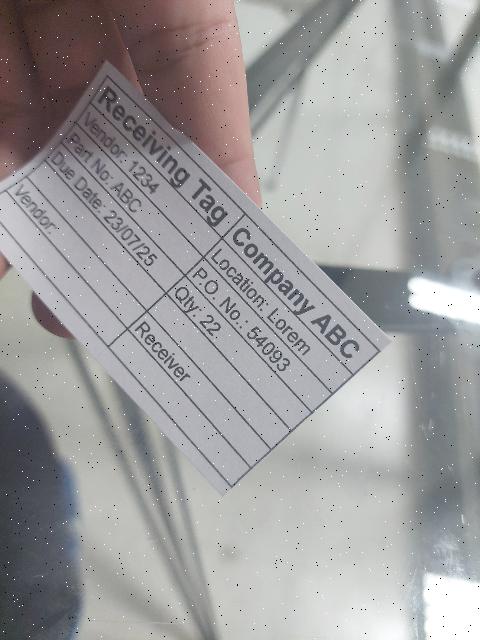 Receiving Tag Company ABC
Vendor: 1234 Location: Lorem
Part No: ABC P.O. No.: 54093
Due Date: 23/07/25 Qty: 22
Vendor: Receiver